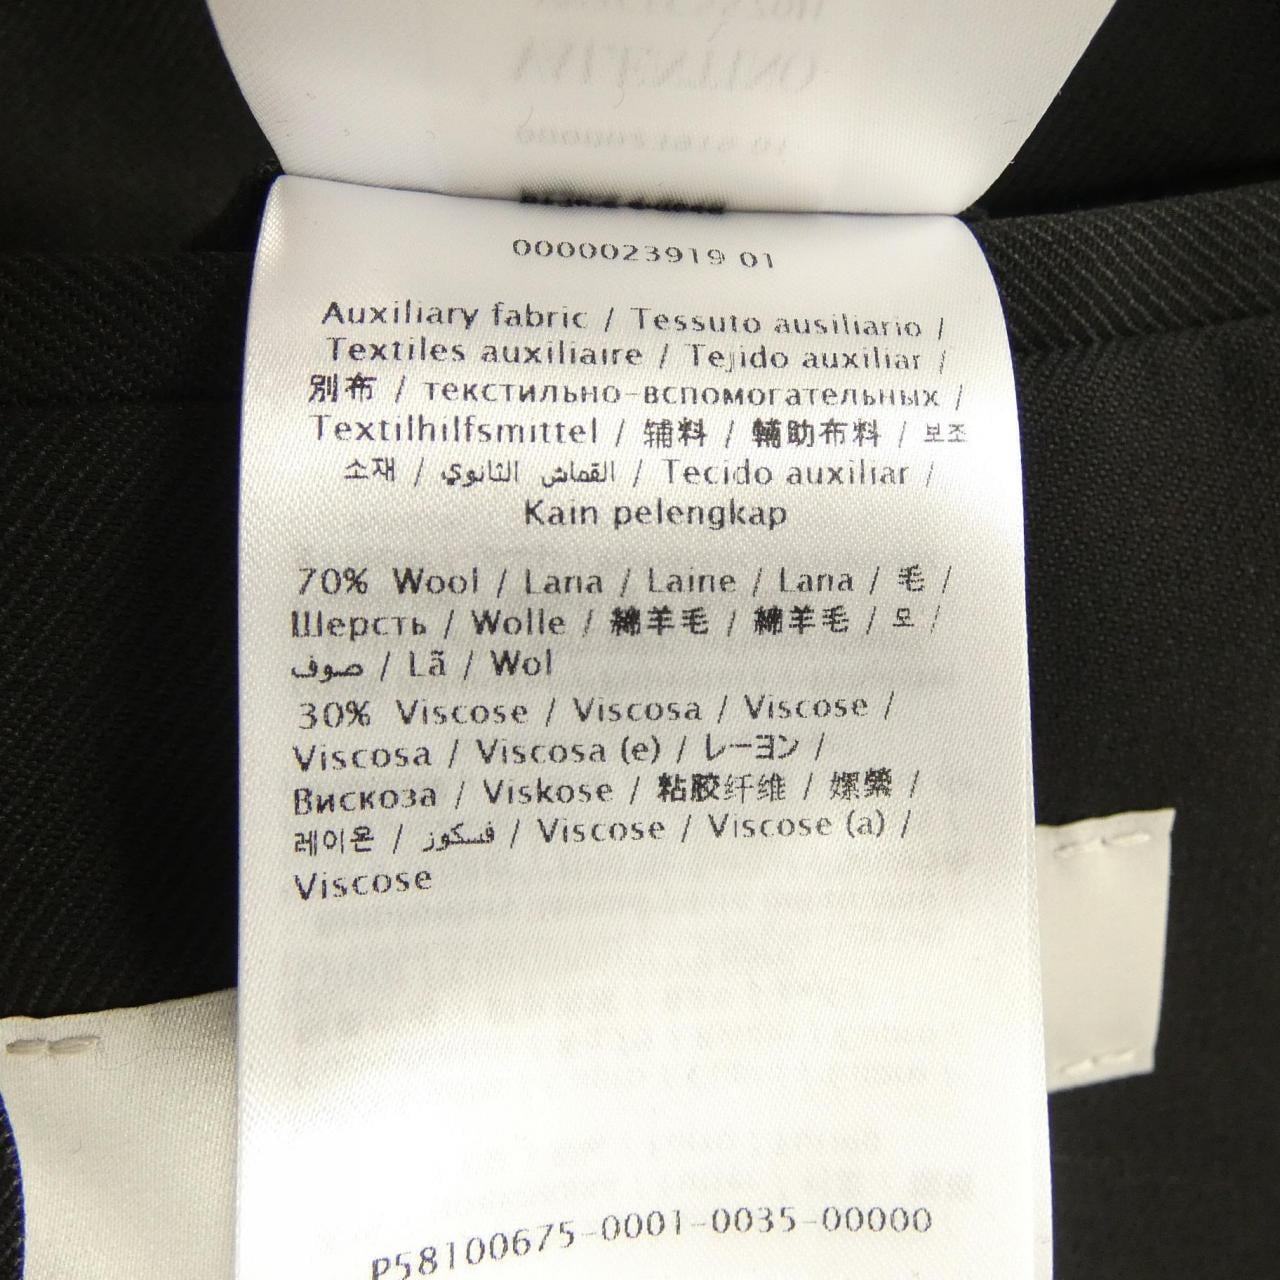 0000023919 01
Auxiliary fabric / Tessuto ausiliario /
Textiles auxiliaire / Tejido auxiliar /
別布 / текстильно-вспомогательных /
Textilhilfsmittel / 辅料 / 輔助布料 / 보조
소재 / القماش الثانوي / Tecido auxiliar /
Kain pelengkap
70% Wool / Lana / Laine / Lana / 毛 /
Шерсть / Wolle / 綿羊毛 / 綿羊毛 / 모 /
صوف / Lã / Wol
30% Viscose / Viscosa / Viscose /
Viscosa / Viscosa (e) / レーヨン /
Вискоза / Viskose / 粘胶纤维 / 嫘縈 /
레이온 / فسكوز / Viscose / Viscose (a) /
Viscose
P58100675-0001-0035-00000